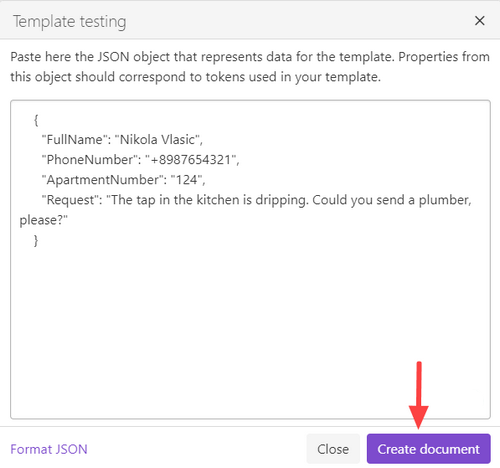 Template testing
Paste here the JSON object that represents data for the template. Properties from
this object should correspond to tokens used in your template.
{
"FullName": "Nikola Vlasic",
"PhoneNumber": "+8987654321",
"ApartmentNumber": "124",
"Request": "The tap in the kitchen is dripping. Could you send a plumber,
please?"
}
Format JSON
Close
Create document